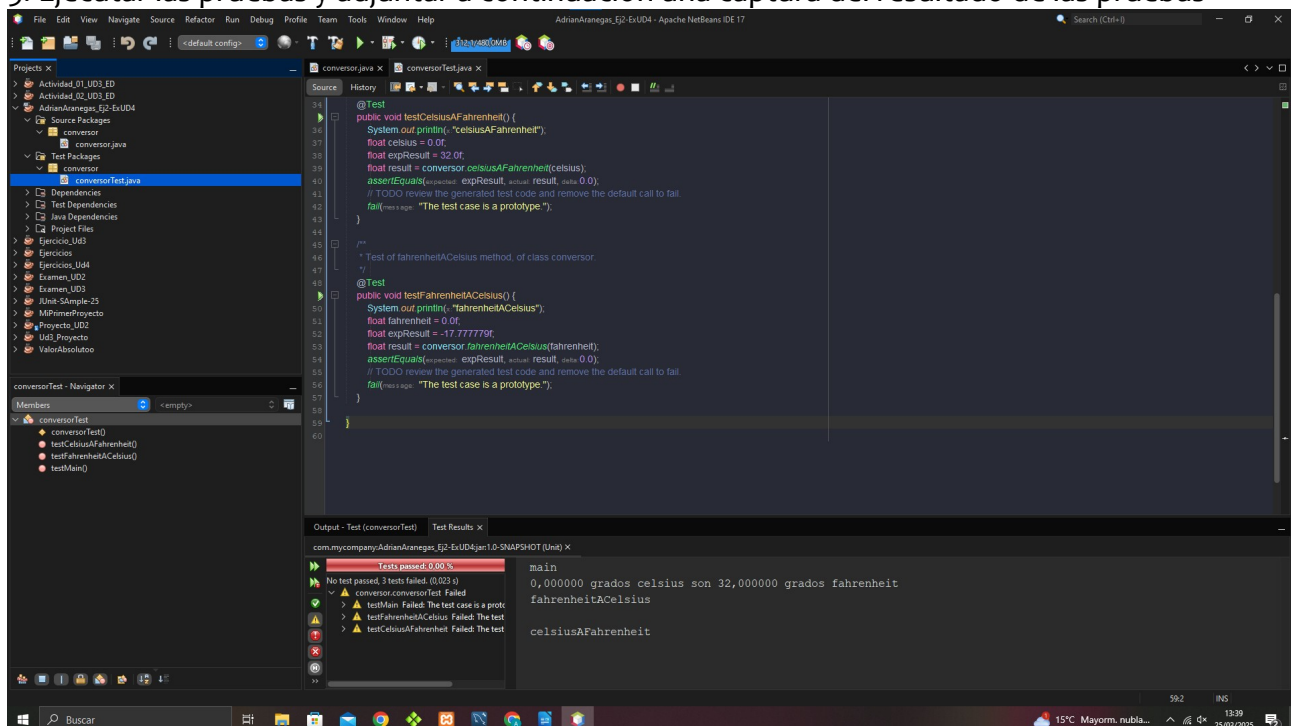 9. Ejecutar las pruebas y adjuntar a continuación una captura del resultado de las pruebas
File Edit View Navigate Source Refactor Run Debug Profile Team Tools Window Help
AdrianAranegas_Ej2-ExUD4 - Apache NetBeans IDE 17
Search (Ctrl+I)
<default config>
312,1/480,0MB
Projects
conversor.java
conversorTest.java
Actividad_01_UD3_ED
Actividad_02_UD3_ED
AdrianAranegas_Ej2-ExUD4
Source Packages
conversor
conversor.java
Test Packages
conversor
conversorTest.java
Dependencies
Test Dependencies
Java Dependencies
Project Files
Ejercicio_Ud3
Ejercicios
Ejercicios_Ud4
Examen_UD2
Examen_UD3
JUnit-SAmple-25
MiPrimerProyecto
Proyecto_UD2
Ud3_Proyecto
ValorAbsolutoo
Source History
34 @Test
public void testCelsiusAFahrenheit() {
36 System.out.println(x: "celsiusAFahrenheit");
37 float celsius = 0.0f;
38 float expResult = 32.0f;
39 float result = conversor.celsiusAFahrenheit(celsius);
40 assertEquals(expected: expResult, actual: result, delta: 0.0);
41 // TODO review the generated test code and remove the default call to fail.
42 fail(message: "The test case is a prototype.");
43 }
44
45 /**
46 * Test of fahrenheitACelsius method, of class conversor.
47 */
48 @Test
public void testFahrenheitACelsius() {
50 System.out.println(x: "fahrenheitACelsius");
51 float fahrenheit = 0.0f;
52 float expResult = -17.777779f;
53 float result = conversor.fahrenheitACelsius(fahrenheit);
54 assertEquals(expected: expResult, actual: result, delta: 0.0);
55 // TODO review the generated test code and remove the default call to fail.
56 fail(message: "The test case is a prototype.");
57 }
58
59 }
60
conversorTest - Navigator
Members
<empty>
conversorTest
conversorTest()
testCelsiusAFahrenheit()
testFahrenheitACelsius()
testMain()
Output - Test (conversorTest)
Test Results
com.mycompany:AdrianAranegas_Ej2-ExUD4:jar:1.0-SNAPSHOT (Unit)
Tests passed: 0,00 %
No test passed, 3 tests failed. (0,023 s)
conversor.conversorTest Failed
testMain Failed: The test case is a proto
testFahrenheitACelsius Failed: The test
testCelsiusAFahrenheit Failed: The test
main
0,000000 grados celsius son 32,000000 grados fahrenheit
fahrenheitACelsius
celsiusAFahrenheit
59:2 INS
Buscar
15°C Mayorm. nubla...
13:39
25/03/2025